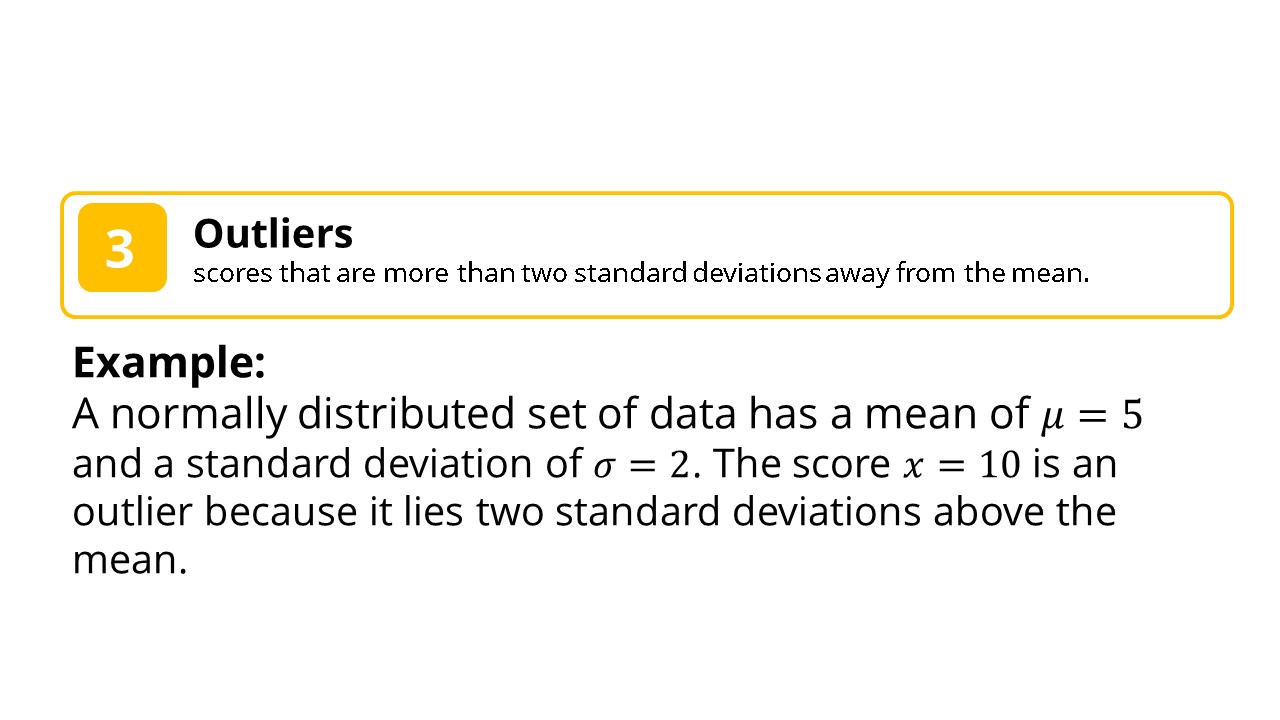 3
Outliers
scores that are more than two standard deviations away from the mean.
Example:
A normally distributed set of data has a mean of 𝜇 = 5
and a standard deviation of 𝜎 = 2. The score 𝑥 = 10 is an
outlier because it lies two standard deviations above the
mean.